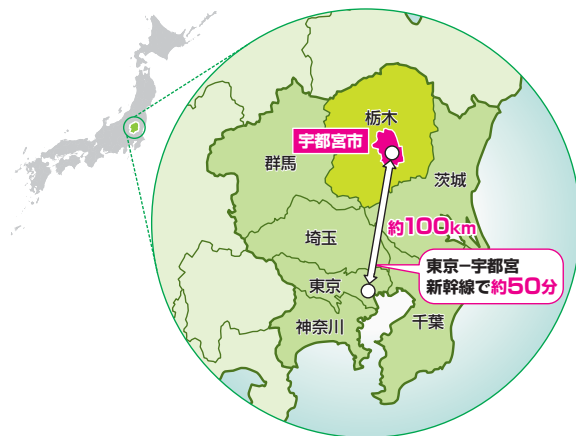 栃木
宇都宮市
群馬
茨城
約100km
埼玉
東京−宇都宮
新幹線で約50分
東京
神奈川
千葉